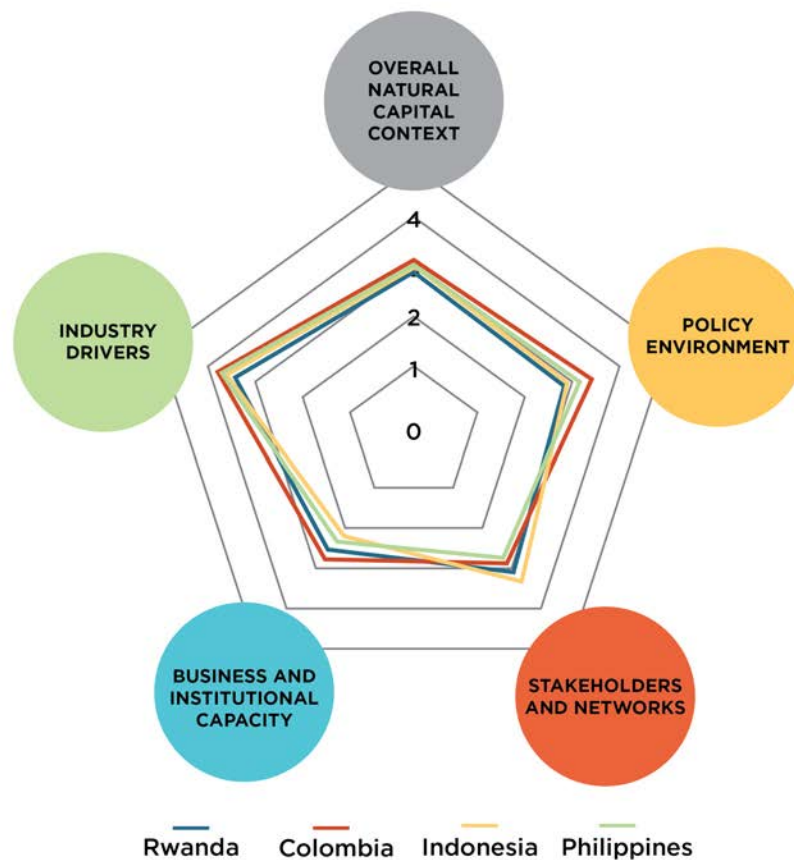 OVERALL
NATURAL
CAPITAL
CONTEXT
4
2
1
0
INDUSTRY
DRIVERS
POLICY
ENVIRONMENT
BUSINESS AND
INSTITUTIONAL
CAPACITY
STAKEHOLDERS
AND NETWORKS
Rwanda
Colombia
Indonesia
Philippines